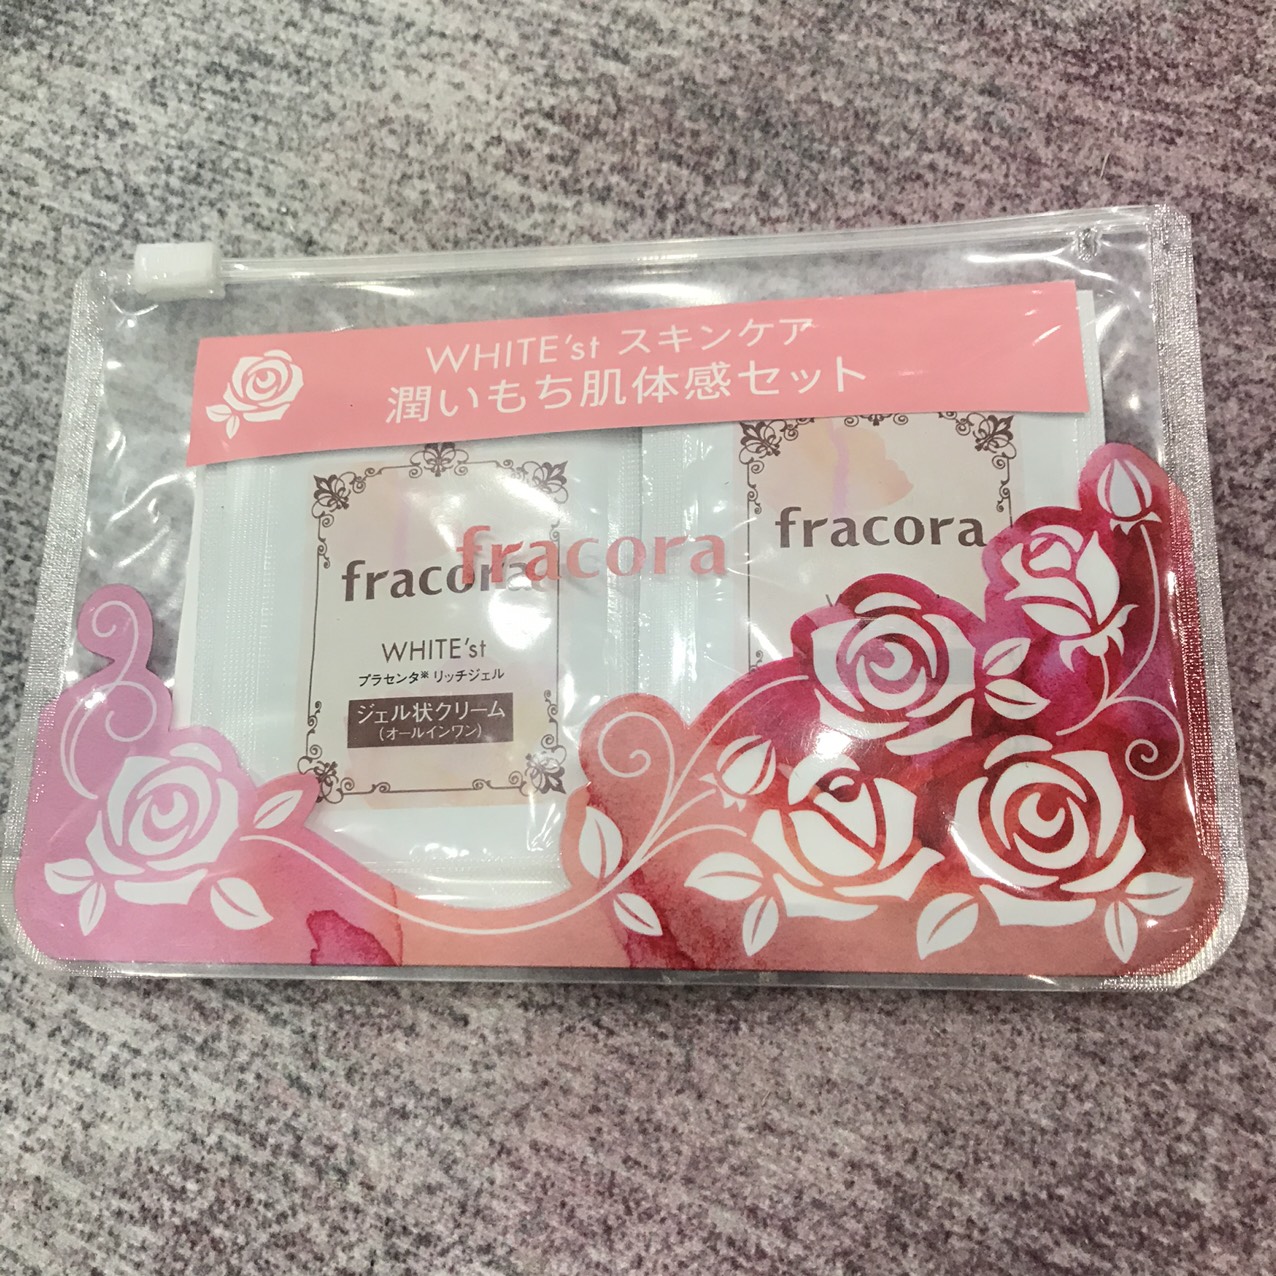 WHITE'st スキンケア
潤いもち肌体感セット
fracora
fracora
WHITE'st
プラセンタ※ リッチジェル
ジェル状クリーム
(オールインワン)
fracora